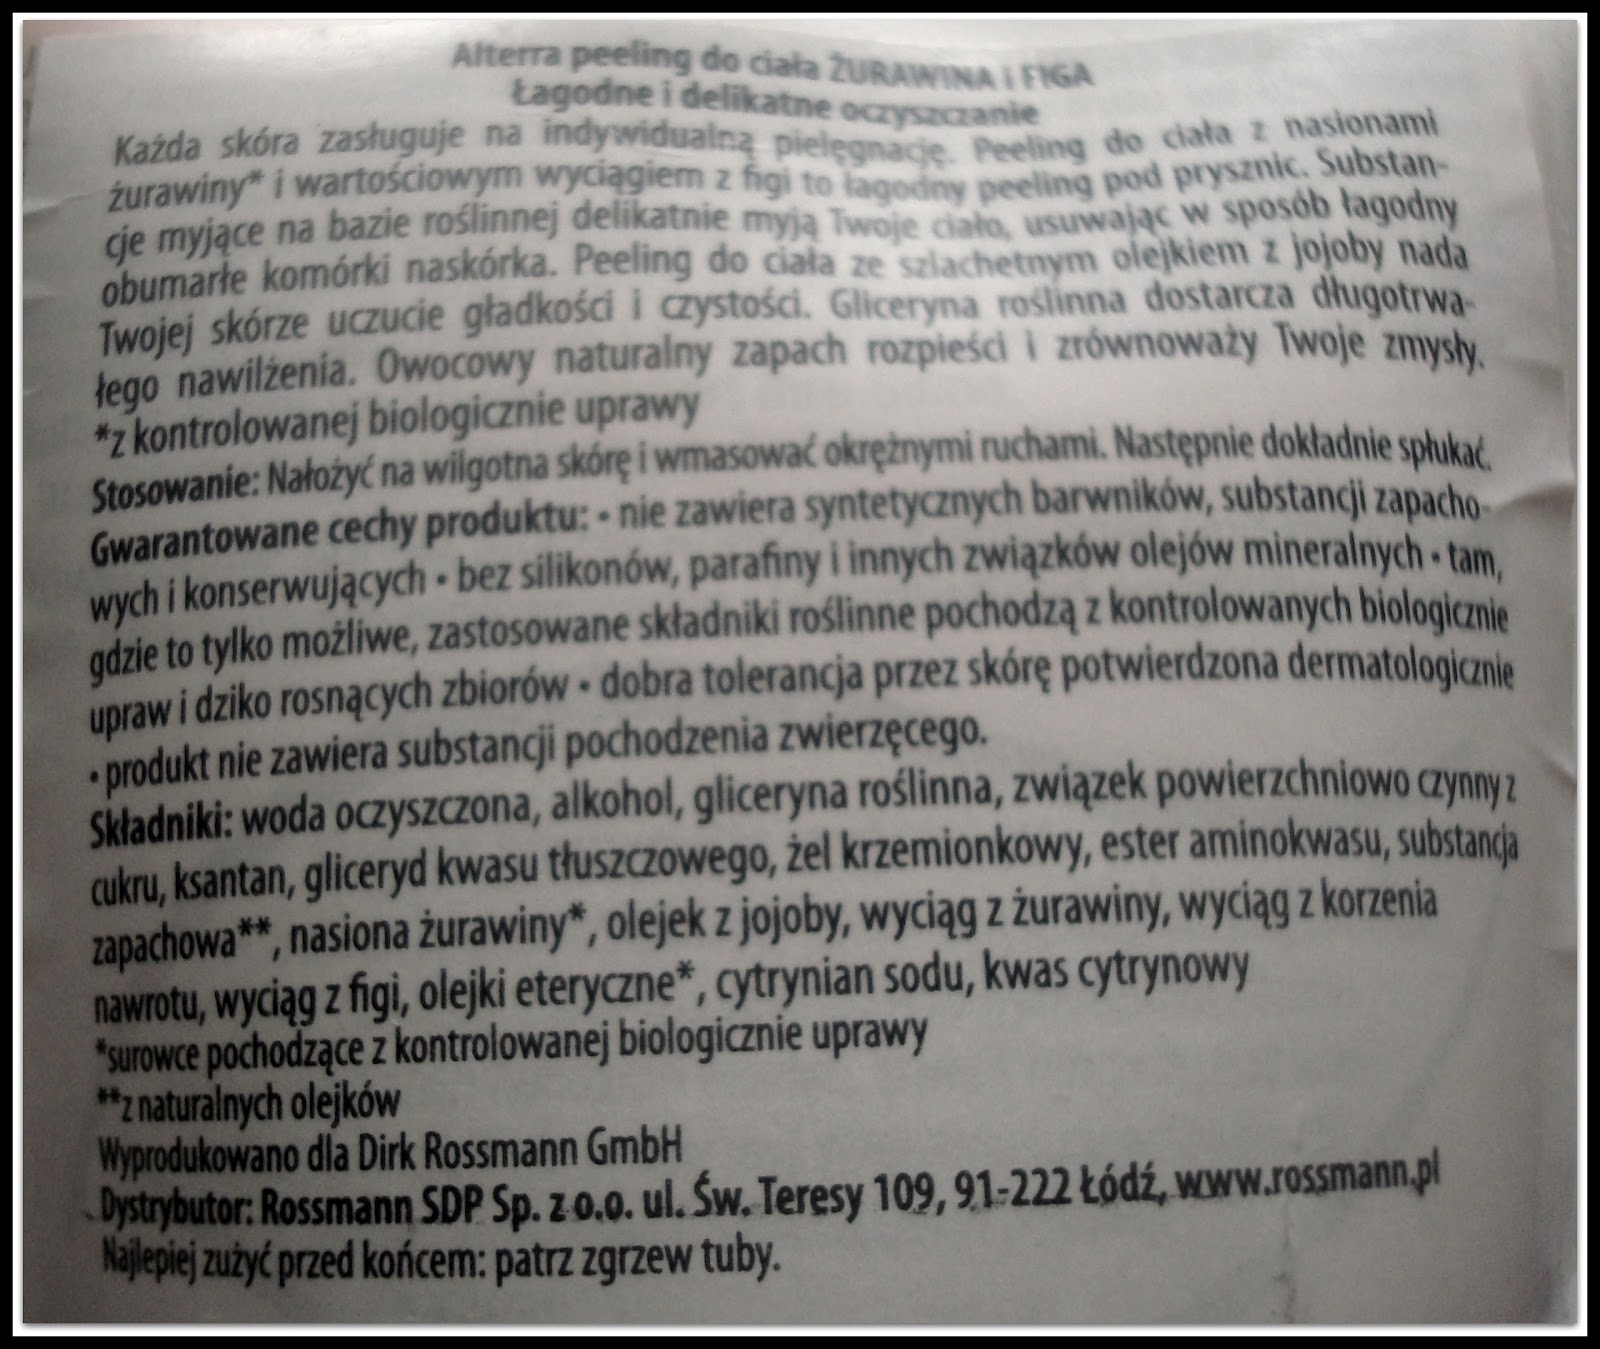 Alterra peeling do ciała ŻURAWINA i FIGA
Łagodne i delikatne oczyszczanie
Każda skóra zasługuje na indywidualną pielęgnację. Peeling do ciała z nasionami
żurawiny* i wartościowym wyciągiem z figi to łagodny peeling pod prysznic. Substan-
cje myjące na bazie roślinnej delikatnie myją Twoje ciało, usuwając w sposób łagodny
obumarłe komórki naskórka. Peeling do ciała ze szlachetnym olejkiem z jojoby nada
Twojej skórze uczucie gładkości i czystości. Gliceryna roślinna dostarcza długotrwa-
łego nawilżenia. Owocowy naturalny zapach rozpieści i zrównoważy Twoje zmysły.
*z kontrolowanej biologicznie uprawy
Stosowanie: Nałożyć na wilgotna skórę i wmasować okrężnymi ruchami. Następnie dokładnie spłukać.
Gwarantowane cechy produktu: • nie zawiera syntetycznych barwników, substancji zapacho-
wych i konserwujących • bez silikonów, parafiny i innych związków olejów mineralnych • tam,
gdzie to tylko możliwe, zastosowane składniki roślinne pochodzą z kontrolowanych biologicznie
upraw i dziko rosnących zbiorów • dobra tolerancja przez skórę potwierdzona dermatologicznie
• produkt nie zawiera substancji pochodzenia zwierzęcego.
Składniki: woda oczyszczona, alkohol, gliceryna roślinna, związek powierzchniowo czynny z
cukru, ksantan, gliceryd kwasu tłuszczowego, żel krzemionkowy, ester aminokwasu, substancja
zapachowa**, nasiona żurawiny*, olejek z jojoby, wyciąg z żurawiny, wyciąg z korzenia
nawrotu, wyciąg z figi, olejki eteryczne*, cytrynian sodu, kwas cytrynowy
*surowce pochodzące z kontrolowanej biologicznie uprawy
**z naturalnych olejków
Wyprodukowano dla Dirk Rossmann GmbH
Dystrybutor: Rossmann SDP Sp. z o.o. ul. Św. Teresy 109, 91-222 Łódź, www.rossmann.pl
Najlepiej zużyć przed końcem: patrz zgrzew tuby.